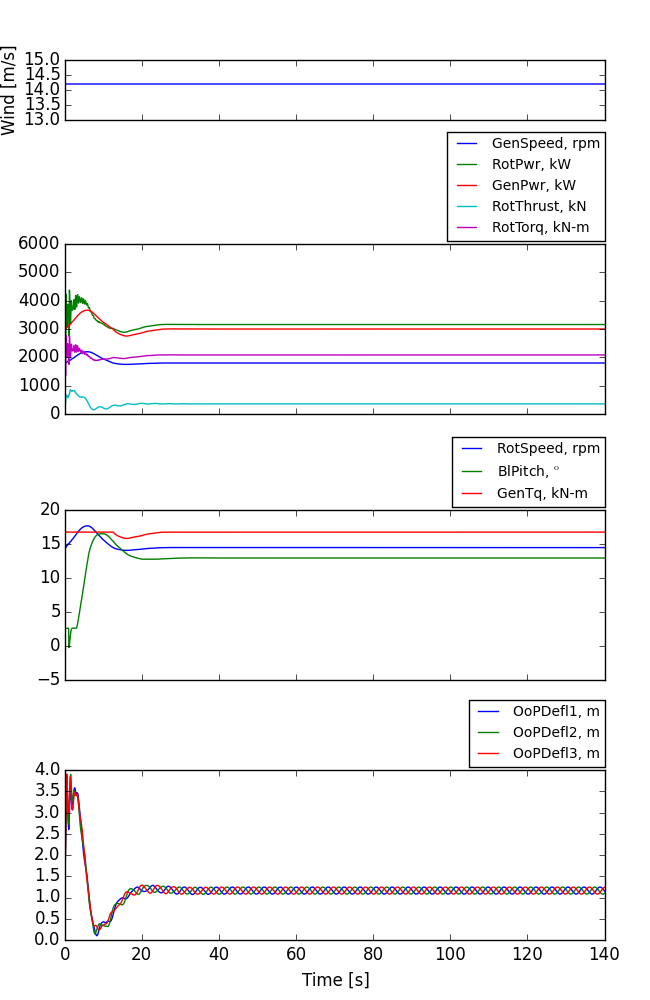 Wind [m/s]
15.0
14.5
14.0
13.5
13.0
GenSpeed, rpm
RotPwr, kW
GenPwr, kW
RotThrust, kN
RotTorq, kN-m
6000
5000
4000
3000
2000
1000
0
RotSpeed, rpm
BlPitch, °
GenTq, kN-m
20
15
10
5
0
−5
OoPDefl1, m
OoPDefl2, m
OoPDefl3, m
4.0
3.5
3.0
2.5
2.0
1.5
1.0
0.5
0.0
0 20 40 60 80 100 120 140
Time [s]